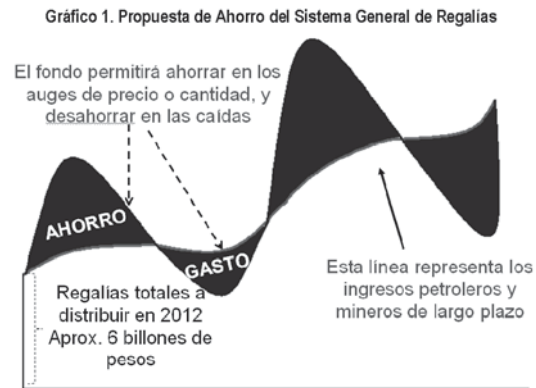 Gráfico 1. Propuesta de Ahorro del Sistema General de Regalías
El fondo permitirá ahorrar en los
auges de precio o cantidad, y
desahorrar en las caídas
AHORRO
GASTO
Regalías totales a
distribuir en 2012
Aprox. 6 billones de
pesos
Esta línea representa los
ingresos petroleros y
mineros de largo plazo